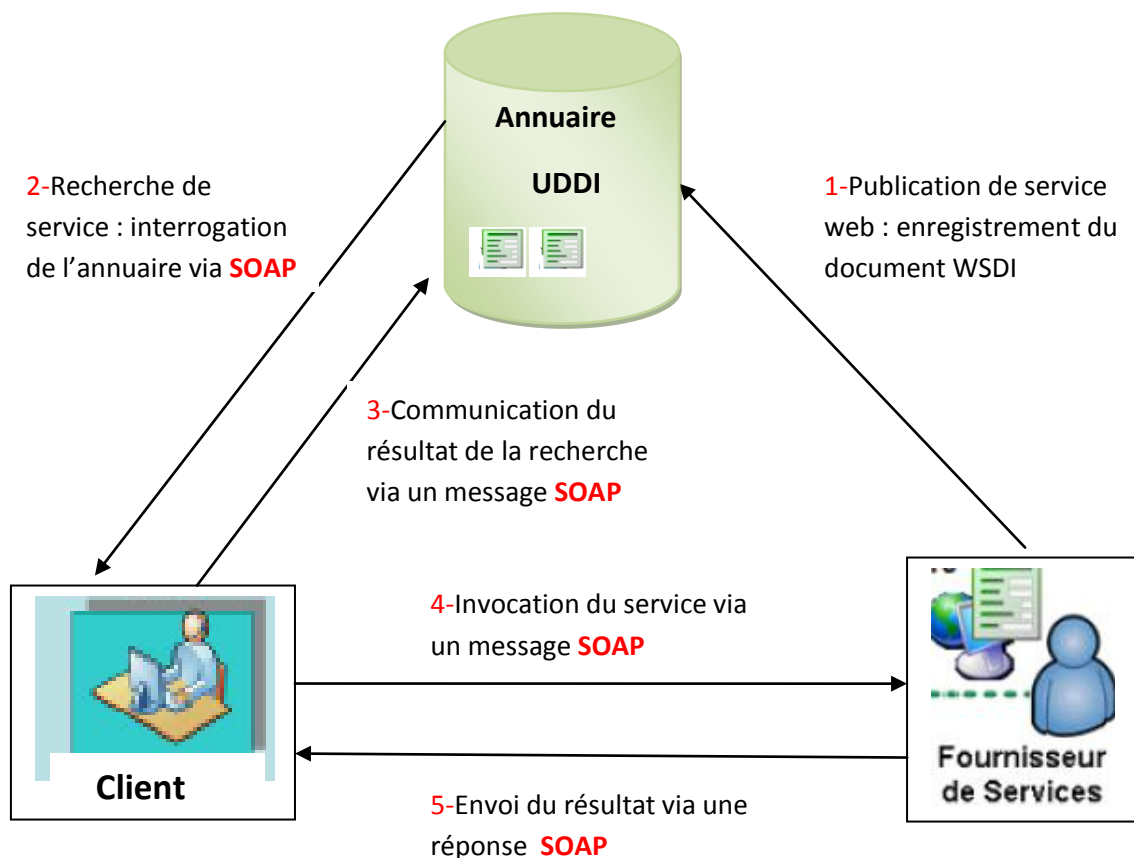 Annuaire
UDDI
2-Recherche de
service : interrogation
de l’annuaire via SOAP
1-Publication de service
web : enregistrement du
document WSDI
3-Communication du
résultat de la recherche
via un message SOAP
4-Invocation du service via
un message SOAP
Client
Fournisseur
de Services
5-Envoi du résultat via une
réponse SOAP